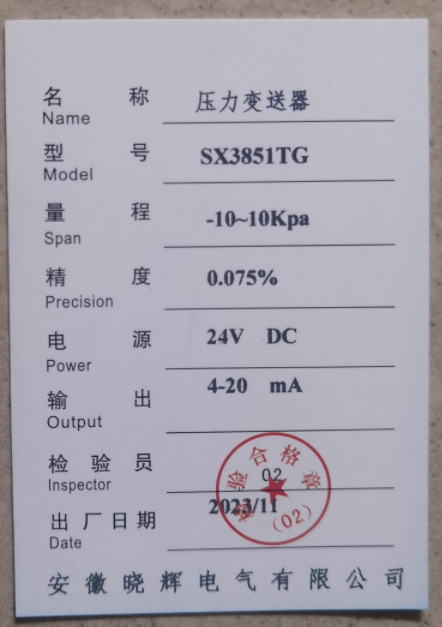 名 称 压力变送器
Name
型 号 SX3851TG
Model
量 程 -10~10Kpa
Span
精 度 0.075%
Precision
电 源 24V DC
Power
输 出 4-20 mA
Output
检 验 员 02
Inspector
检验合格章
(02)
出 厂 日 期 2023/11
Date
安徽晓辉电气有限公司